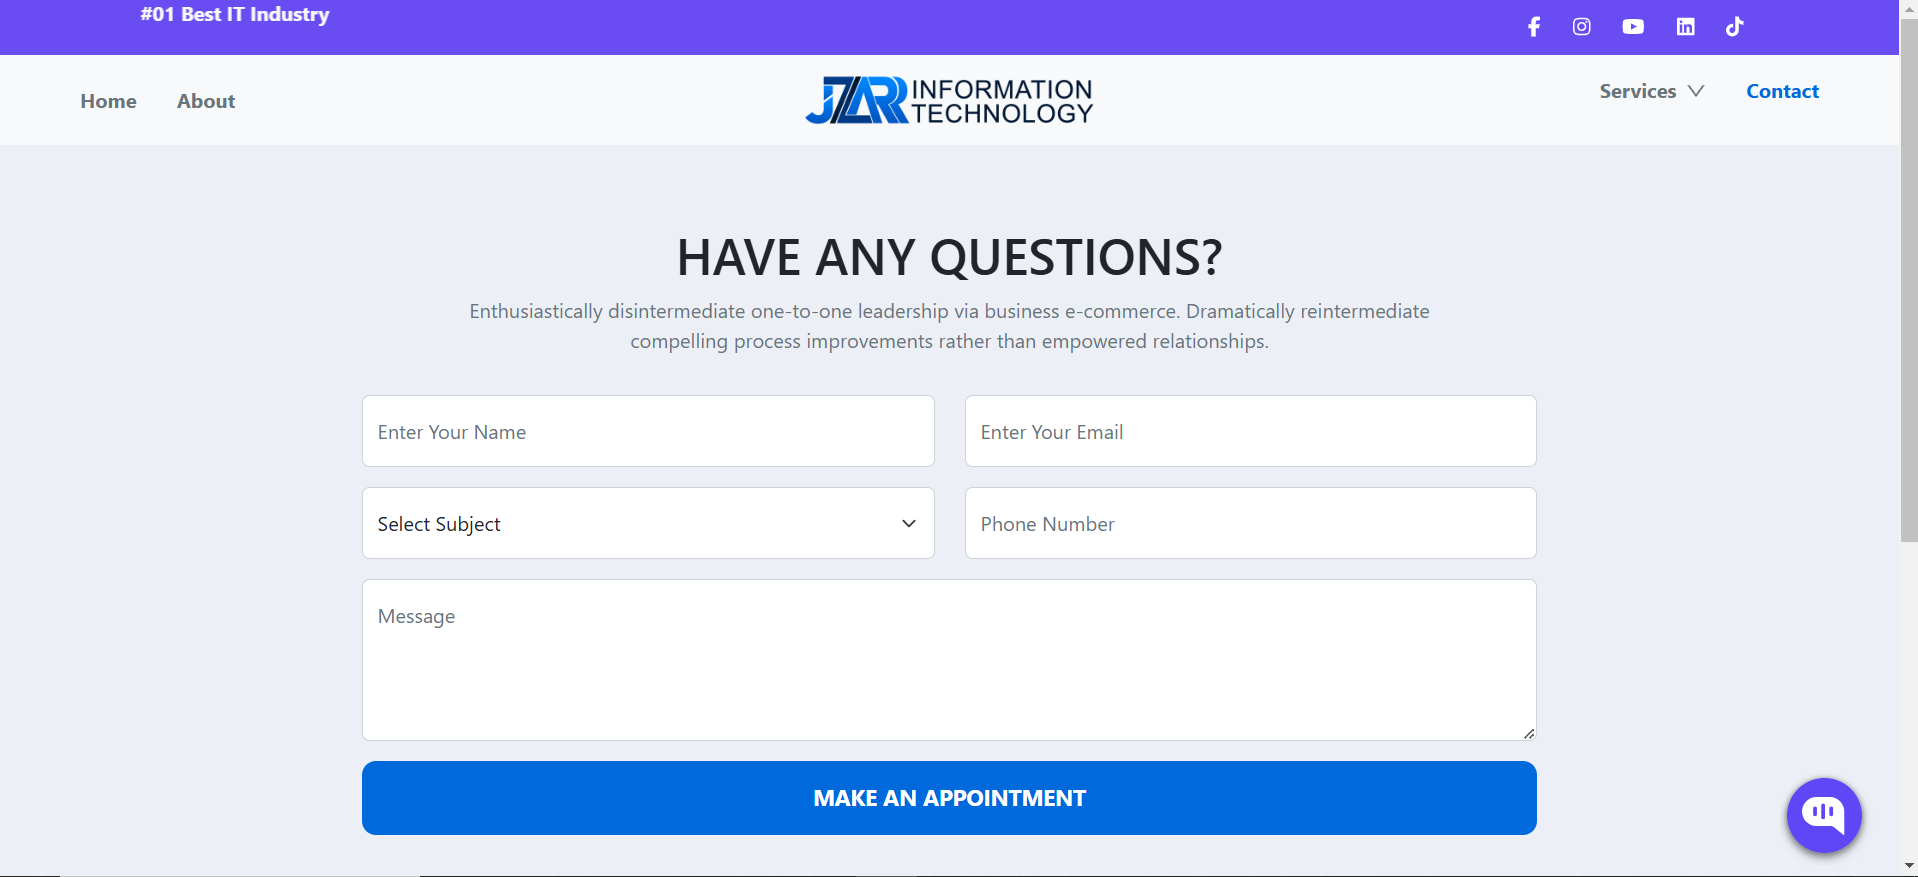 #01 Best IT Industry
Home
About
JZARR INFORMATION
TECHNOLOGY
Services
Contact
HAVE ANY QUESTIONS?
Enthusiastically disintermediate one-to-one leadership via business e-commerce. Dramatically reintermediate
compelling process improvements rather than empowered relationships.
Enter Your Name
Enter Your Email
Select Subject
Phone Number
Message
MAKE AN APPOINTMENT